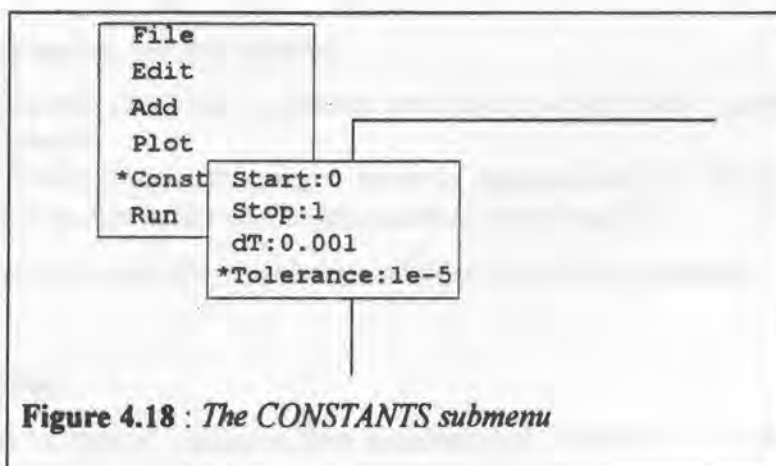 File
Edit
Add
Plot
*Const
Run
Start:0
Stop:1
dT:0.001
*Tolerance:1e-5
Figure 4.18 : The CONSTANTS submenu